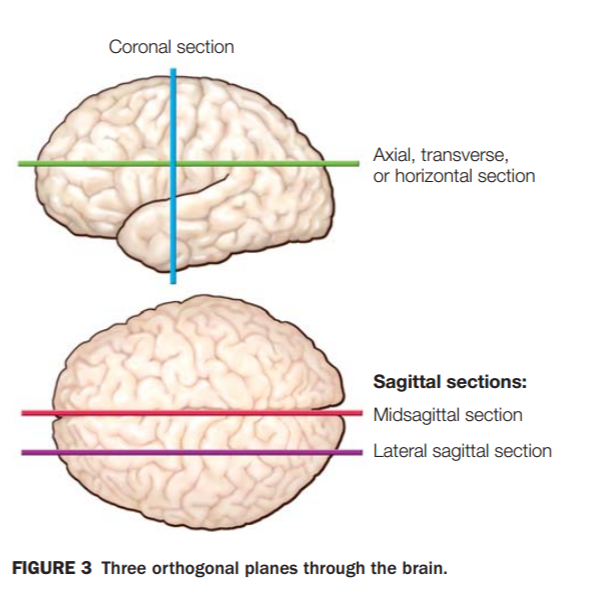 Coronal section
Axial, transverse,
or horizontal section
Sagittal sections:
Midsagittal section
Lateral sagittal section
FIGURE 3 Three orthogonal planes through the brain.